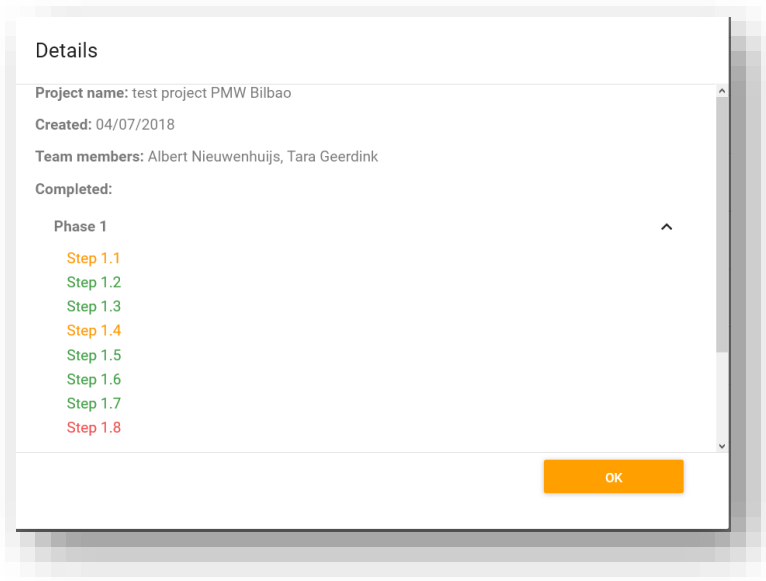 Details
Project name: test project PMW Bilbao
Created: 04/07/2018
Team members: Albert Nieuwenhuijs, Tara Geerdink
Completed:
Phase 1
Step 1.1
Step 1.2
Step 1.3
Step 1.4
Step 1.5
Step 1.6
Step 1.7
Step 1.8
OK